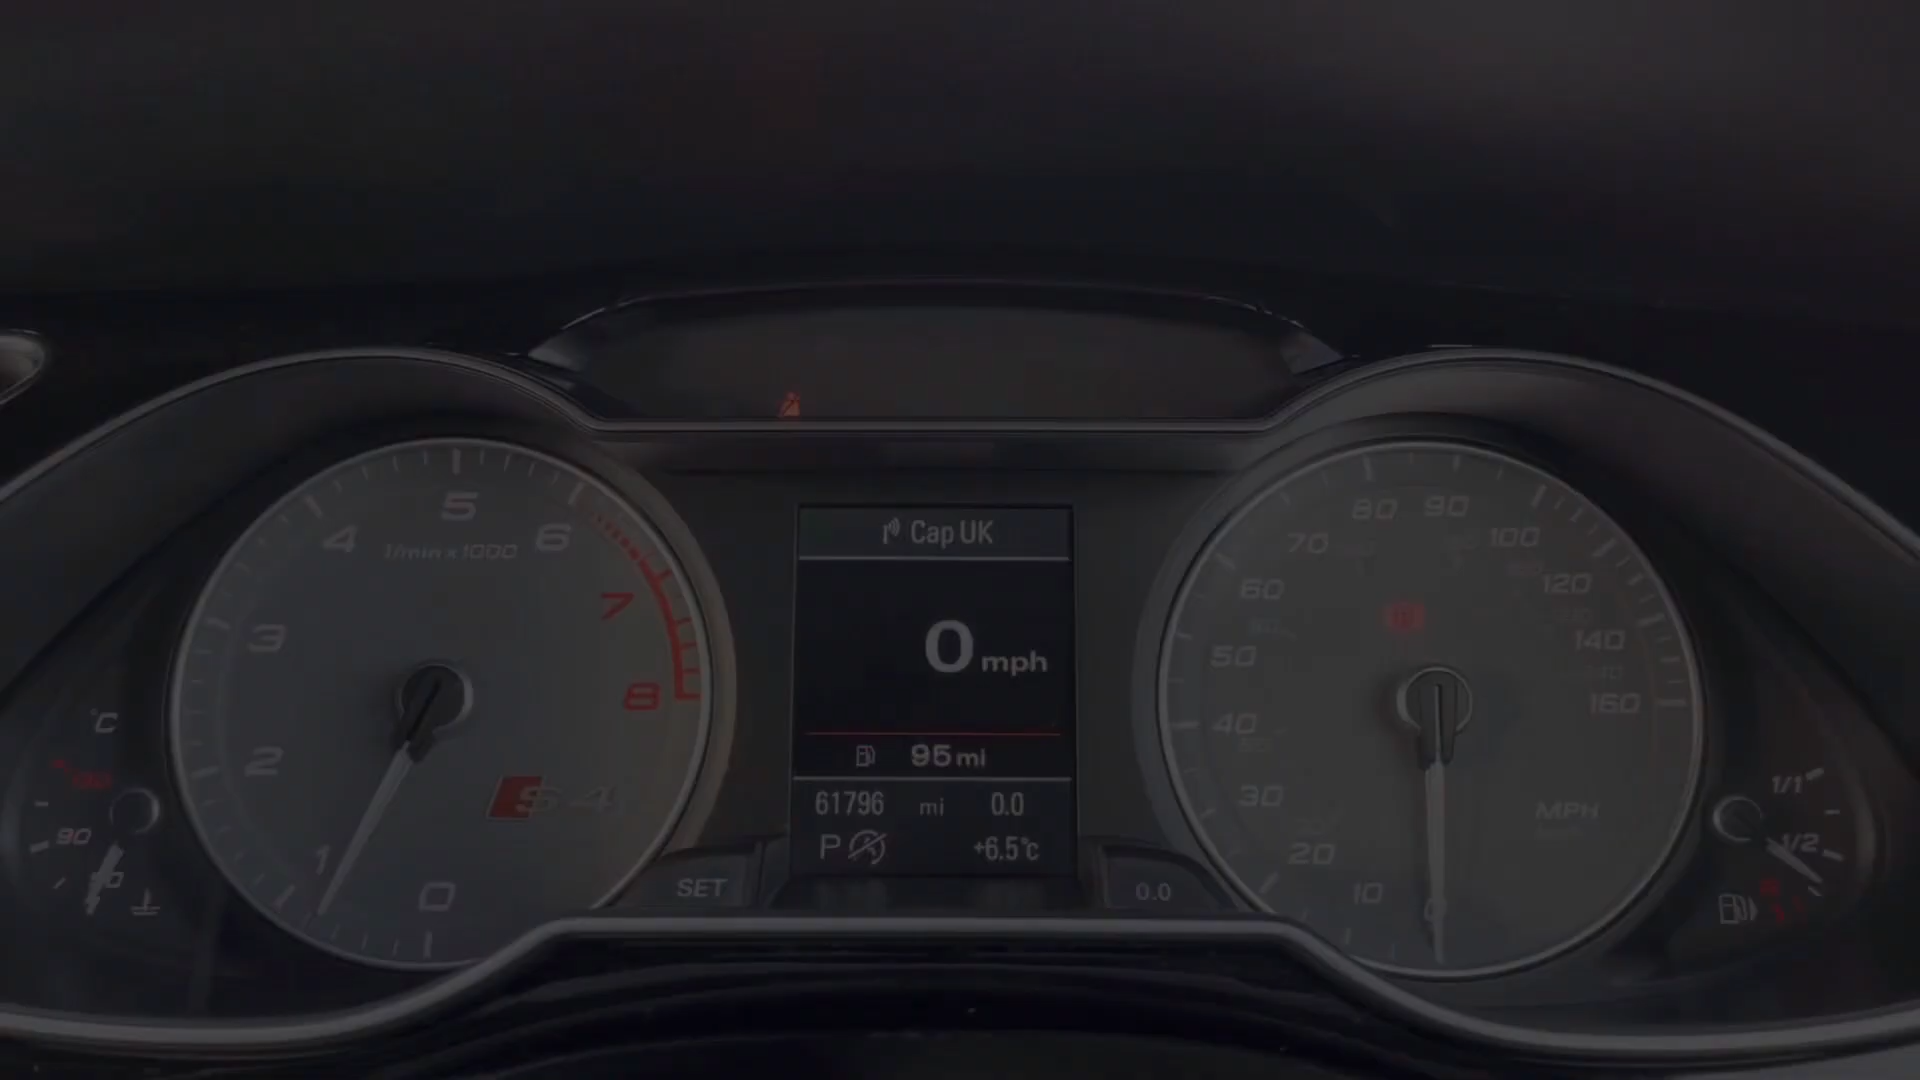 Cap UK
0 mph
95 mi
61796 mi 0.0
P +6.5°C
SET
0.0
0
1
2
3
4
5
6
7
8
1/min x 1000
S4
10
20
30
40
50
60
70
80
90
100
120
140
160
MPH
°C
90
1/1
1/2